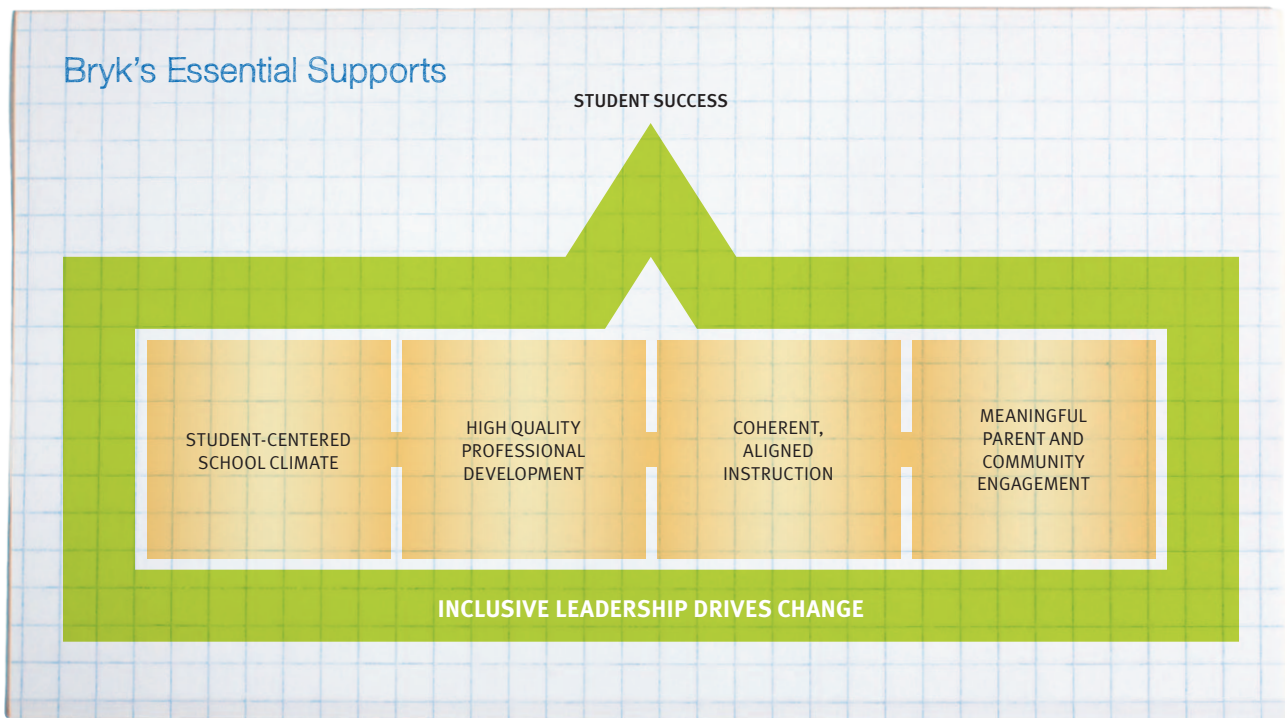 Bryk's Essential Supports
STUDENT SUCCESS
STUDENT-CENTERED
SCHOOL CLIMATE
HIGH QUALITY
PROFESSIONAL
DEVELOPMENT
COHERENT,
ALIGNED
INSTRUCTION
MEANINGFUL
PARENT AND
COMMUNITY
ENGAGEMENT
INCLUSIVE LEADERSHIP DRIVES CHANGE